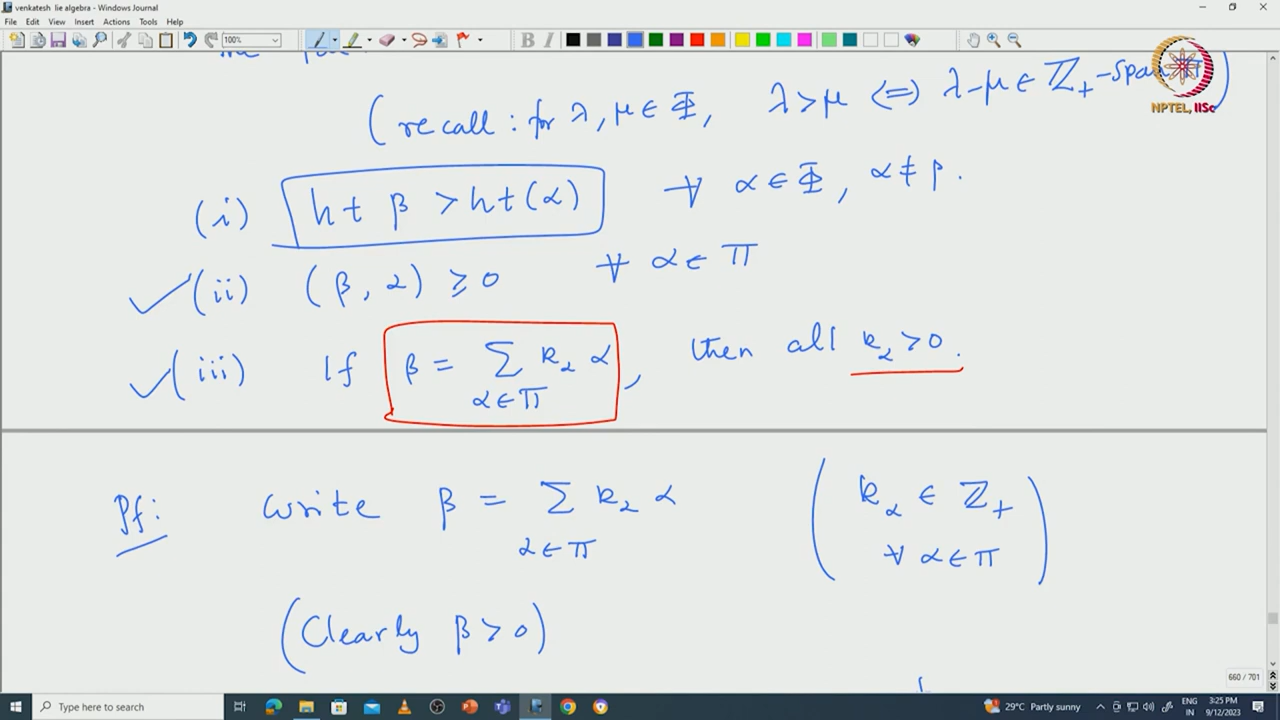 venkatesh lie algebra - Windows Journal
File Edit View Insert Actions Tools Help
100%
B I
NPTEL, IISc
(recall : for λ, μ ∈ Φ, λ > μ ⟺ λ-μ ∈ ℤ₊-span Π)
(i) ht β > ht(α) ∀ α ∈ Φ, α ≠ β.
(ii) (β, α) ≥ 0 ∀ α ∈ Π
(iii) If β = Σ_{α∈Π} k_α α, then all k_α > 0.
Pf: Write β = Σ_{α∈Π} k_α α (k_α ∈ ℤ₊ ∀ α ∈ Π)
(Clearly β > 0)
660 / 701
Type here to search
29°C Partly sunny
ENG
IN
3:25 PM
9/12/2023